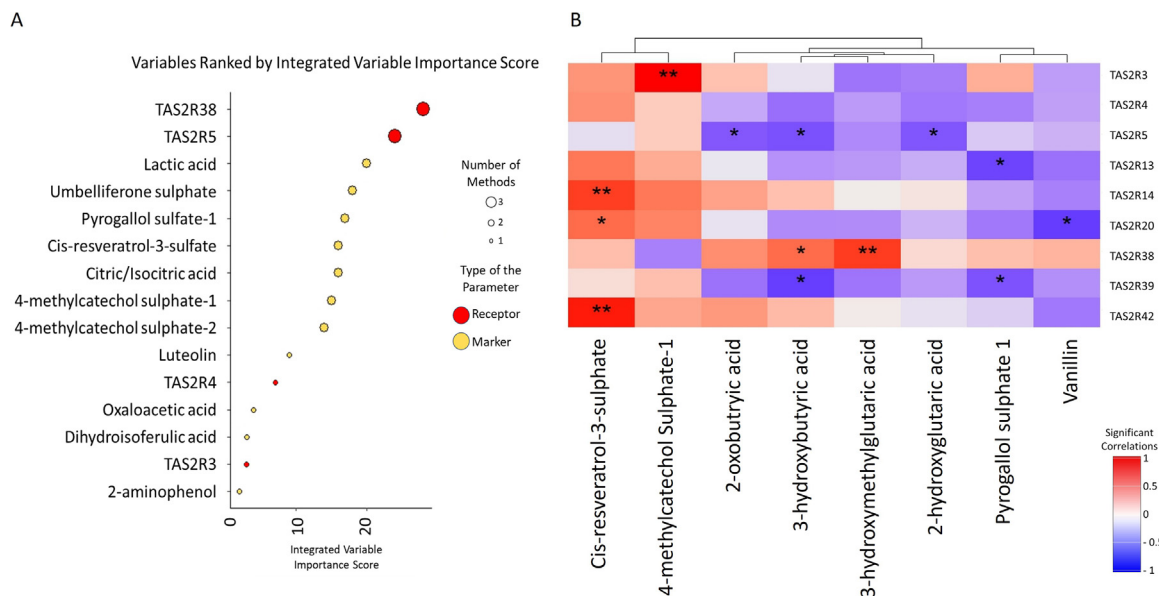 A
Variables Ranked by Integrated Variable Importance Score
TAS2R38
TAS2R5
Lactic acid
Umbelliferone sulphate
Pyrogallol sulfate-1
Cis-resveratrol-3-sulfate
Citric/Isocitric acid
4-methylcatechol sulphate-1
4-methylcatechol sulphate-2
Luteolin
TAS2R4
Oxaloacetic acid
Dihydroisoferulic acid
TAS2R3
2-aminophenol
0
10
20
Integrated Variable
Importance Score
Number of
Methods
3
2
1
Type of the
Parameter
Receptor
Marker
B
**
* * *
*
**
* *
* **
* *
**
TAS2R3
TAS2R4
TAS2R5
TAS2R13
TAS2R14
TAS2R20
TAS2R38
TAS2R39
TAS2R42
Cis-resveratrol-3-sulphate
4-methylcatechol Sulphate-1
2-oxobutryic acid
3-hydroxybutyric acid
3-hydroxymethylglutaric acid
2-hydroxyglutaric acid
Pyrogallol sulphate 1
Vanillin
Significant
Correlations
1
0.5
0
- 0.5
- 1